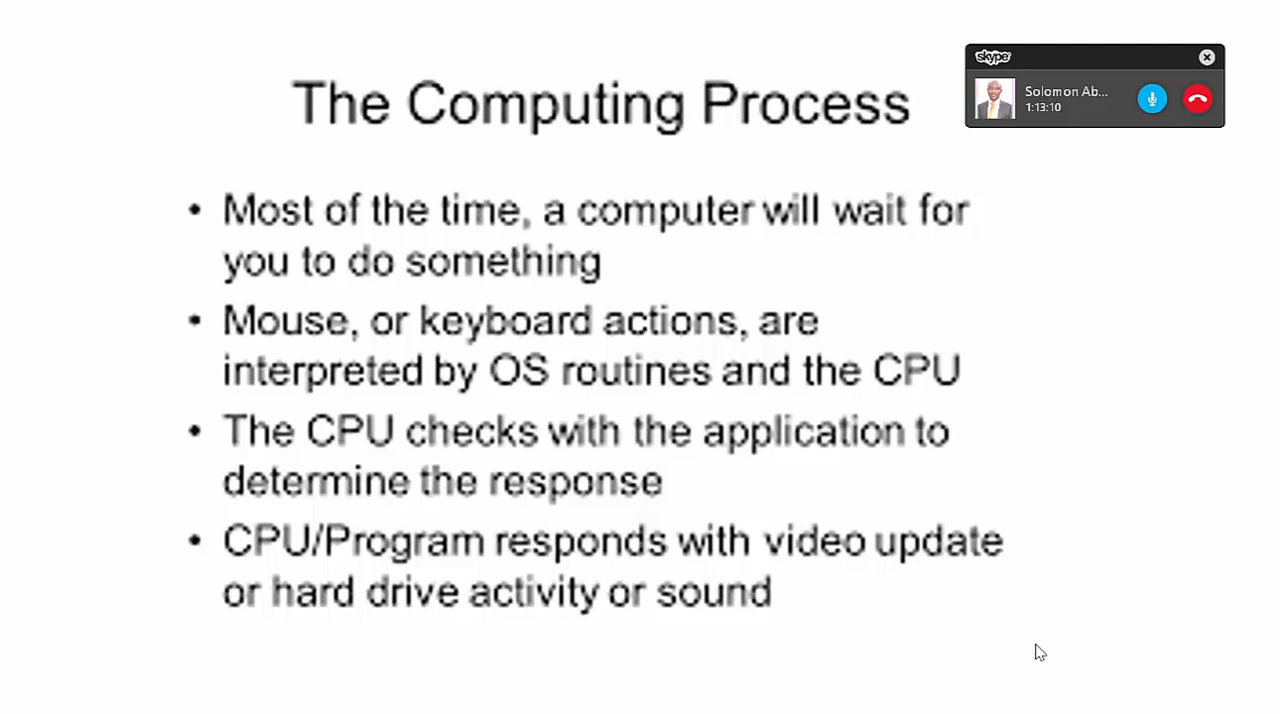 The Computing Process
skype
Solomon Ab...
1:13:10
• Most of the time, a computer will wait for
you to do something
• Mouse, or keyboard actions, are
interpreted by OS routines and the CPU
• The CPU checks with the application to
determine the response
• CPU/Program responds with video update
or hard drive activity or sound